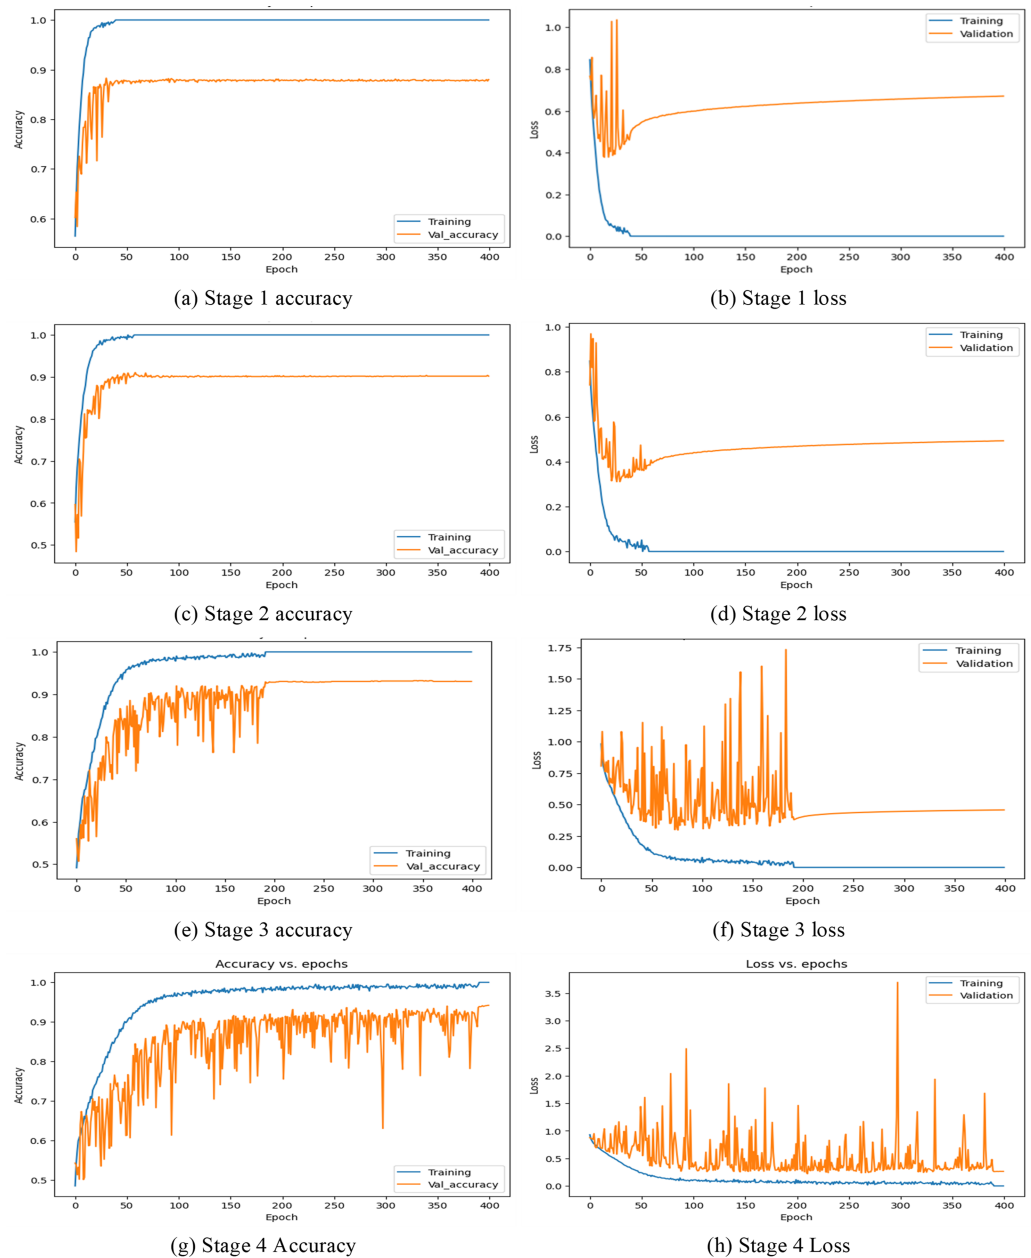 1.0
0.9
0.8
0.7
0.6
Accuracy
0 50 100 150 200 250 300 350 400
Epoch
Training
Val_accuracy
(a) Stage 1 accuracy
1.0
0.8
0.6
0.4
0.2
0.0
Loss
0 50 100 150 200 250 300 350 400
Epoch
Training
Validation
(b) Stage 1 loss
1.0
0.9
0.8
0.7
0.6
0.5
Accuracy
0 50 100 150 200 250 300 350 400
Epoch
Training
Val_accuracy
(c) Stage 2 accuracy
1.0
0.8
0.6
0.4
0.2
0.0
Loss
0 50 100 150 200 250 300 350 400
Epoch
Training
Validation
(d) Stage 2 loss
1.0
0.9
0.8
0.7
0.6
0.5
Accuracy
0 50 100 150 200 250 300 350 400
Epoch
Training
Val_accuracy
(e) Stage 3 accuracy
1.75
1.50
1.25
1.00
0.75
0.50
0.25
0.00
Loss
0 50 100 150 200 250 300 350 400
Epoch
Training
Validation
(f) Stage 3 loss
Accuracy vs. epochs
1.0
0.9
0.8
0.7
0.6
0.5
Accuracy
0 50 100 150 200 250 300 350 400
Epoch
Training
Val_accuracy
(g) Stage 4 Accuracy
Loss vs. epochs
3.5
3.0
2.5
2.0
1.5
1.0
0.5
0.0
Loss
0 50 100 150 200 250 300 350 400
Epoch
Training
Validation
(h) Stage 4 Loss